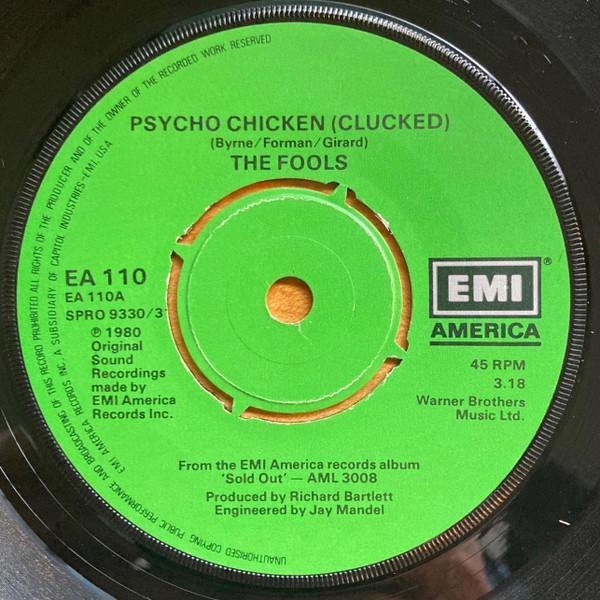 PSYCHO CHICKEN (CLUCKED)
(Byrne/Forman/Girard)
THE FOOLS
EA 110
EA 110A
SPRO 9330/3
℗ 1980
Original
Sound
Recordings
made by
EMI America
Records Inc.
EMI ®
AMERICA
45 RPM
3.18
Warner Brothers
Music Ltd.
From the EMI America records album
'Sold Out' — AML 3008
Produced by Richard Bartlett
Engineered by Jay Mandel
UNAUTHORISED COPYING PUBLIC PERFORMANCE AND BROADCASTING OF THIS RECORD PROHIBITED ALL RIGHTS OF THE PRODUCER AND OF THE OWNER OF THE RECORDED WORK RESERVED
EMI AMERICA RECORDS INC. A SUBSIDIARY OF CAPITOL INDUSTRIES-EMI, USA